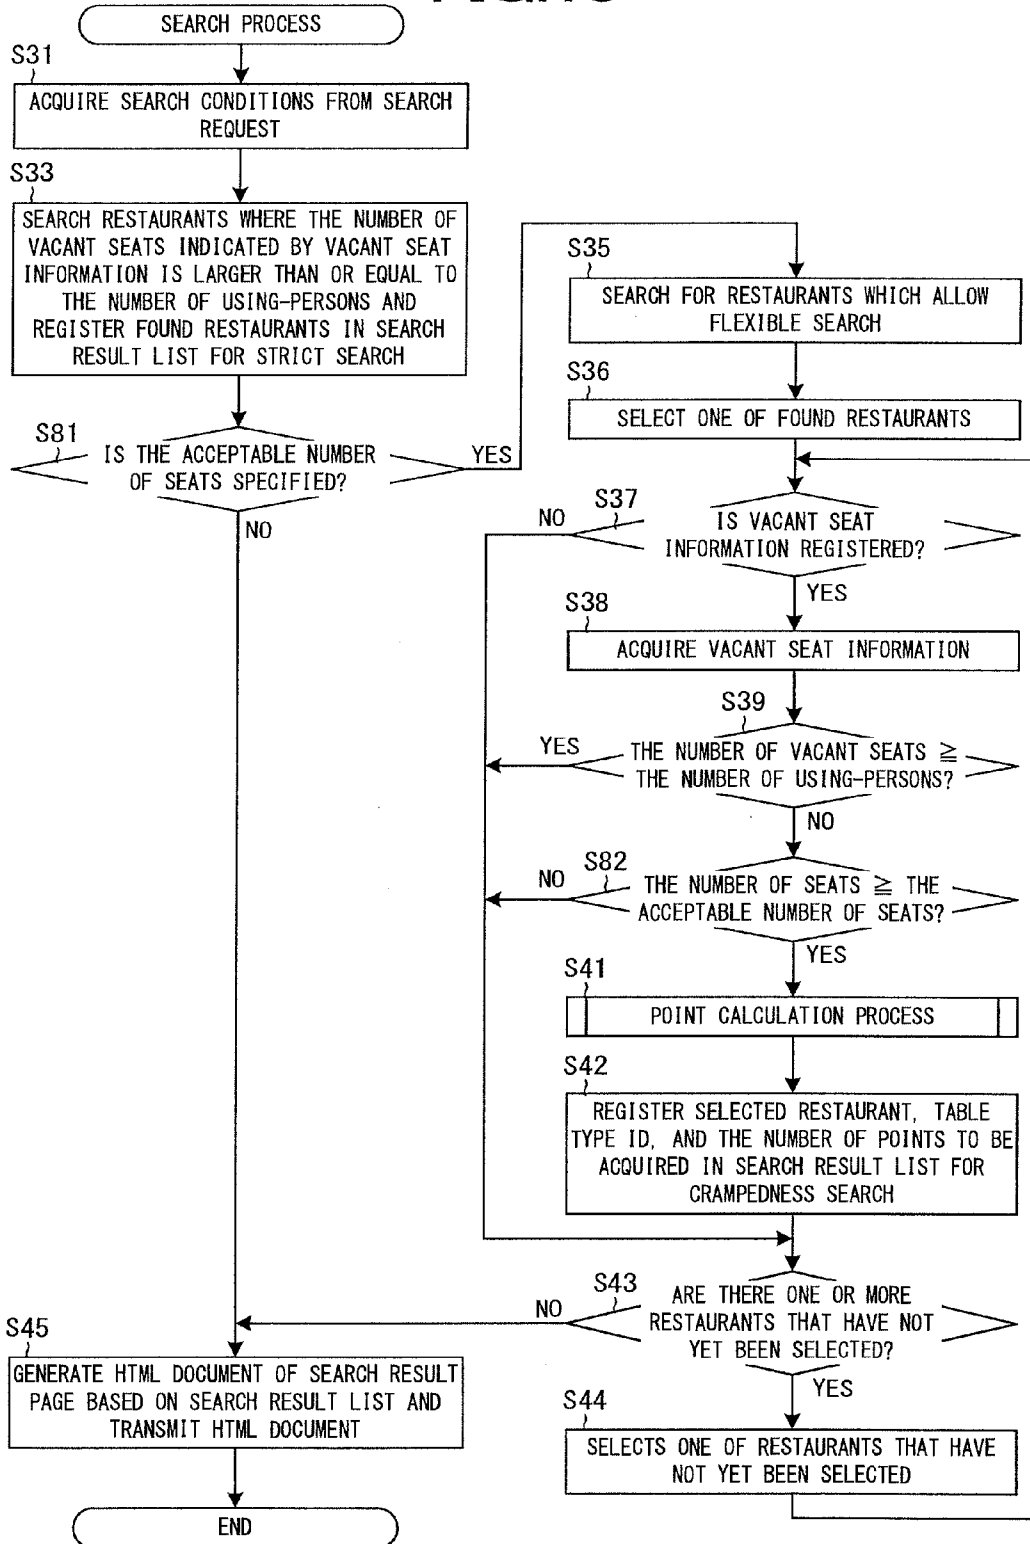 SEARCH PROCESS
S31
ACQUIRE SEARCH CONDITIONS FROM SEARCH
REQUEST
S33
SEARCH RESTAURANTS WHERE THE NUMBER OF
VACANT SEATS INDICATED BY VACANT SEAT
INFORMATION IS LARGER THAN OR EQUAL TO
THE NUMBER OF USING-PERSONS AND
REGISTER FOUND RESTAURANTS IN SEARCH
RESULT LIST FOR STRICT SEARCH
S81
IS THE ACCEPTABLE NUMBER
OF SEATS SPECIFIED?
YES
NO
S35
SEARCH FOR RESTAURANTS WHICH ALLOW
FLEXIBLE SEARCH
S36
SELECT ONE OF FOUND RESTAURANTS
S37
NO
IS VACANT SEAT
INFORMATION REGISTERED?
YES
S38
ACQUIRE VACANT SEAT INFORMATION
S39
YES
THE NUMBER OF VACANT SEATS ≧
THE NUMBER OF USING-PERSONS?
NO
S82
NO
THE NUMBER OF SEATS ≧ THE
ACCEPTABLE NUMBER OF SEATS?
YES
S41
POINT CALCULATION PROCESS
S42
REGISTER SELECTED RESTAURANT, TABLE
TYPE ID, AND THE NUMBER OF POINTS TO BE
ACQUIRED IN SEARCH RESULT LIST FOR
CRAMPEDNESS SEARCH
S43
NO
ARE THERE ONE OR MORE
RESTAURANTS THAT HAVE NOT
YET BEEN SELECTED?
YES
S44
SELECTS ONE OF RESTAURANTS THAT HAVE
NOT YET BEEN SELECTED
S45
GENERATE HTML DOCUMENT OF SEARCH RESULT
PAGE BASED ON SEARCH RESULT LIST AND
TRANSMIT HTML DOCUMENT
END